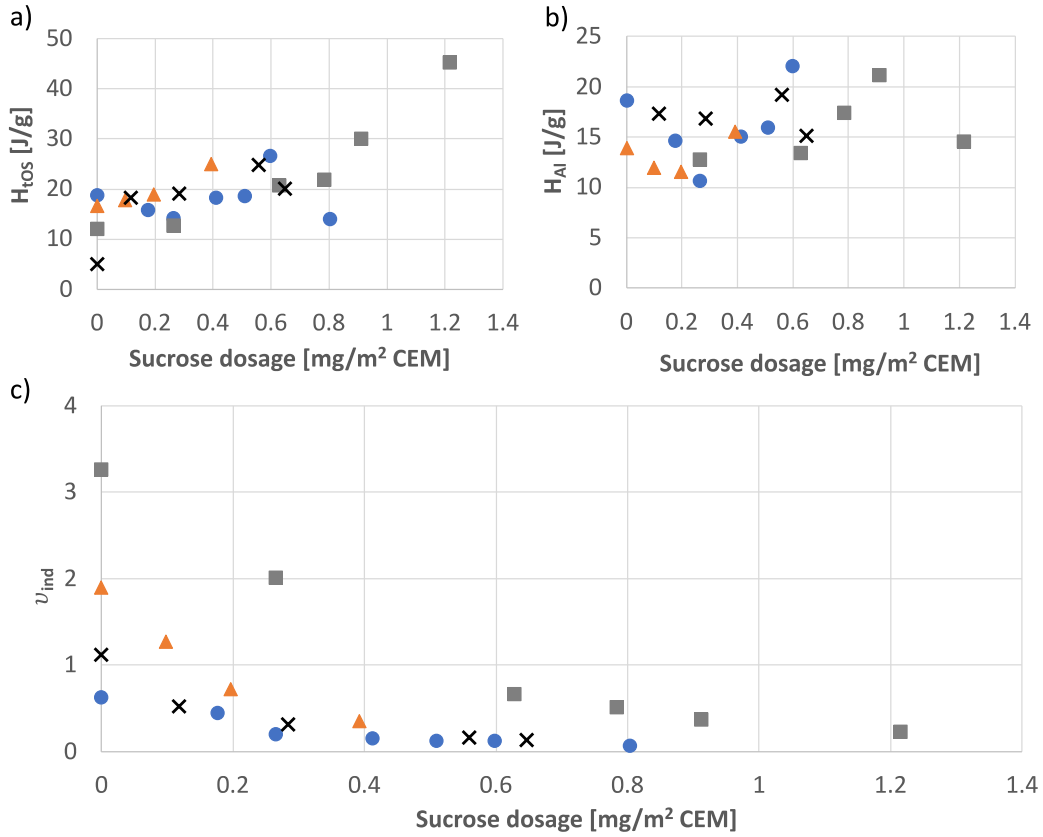 a)
H_tos [J/g]
50
40
30
20
10
0
0 0.2 0.4 0.6 0.8 1 1.2 1.4
Sucrose dosage [mg/m² CEM]
b)
H_Al [J/g]
25
20
15
10
5
0
0 0.2 0.4 0.6 0.8 1 1.2 1.4
Sucrose dosage [mg/m² CEM]
c)
υ_ind
4
3
2
1
0
0 0.2 0.4 0.6 0.8 1 1.2 1.4
Sucrose dosage [mg/m² CEM]